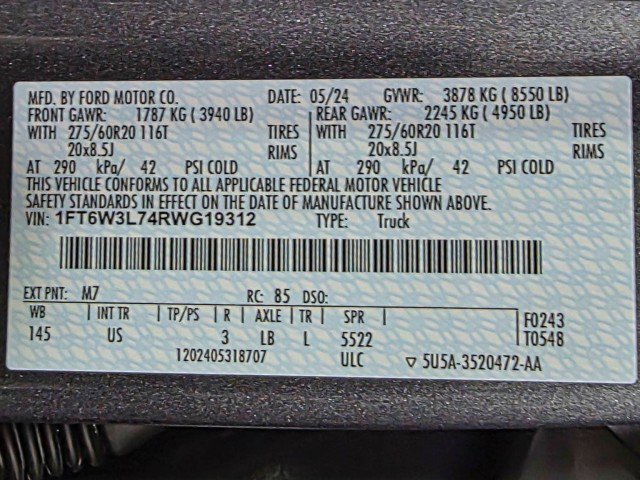 MFD. BY FORD MOTOR CO. DATE: 05/24 GVWR: 3878 KG ( 8550 LB)
FRONT GAWR: 1787 KG ( 3940 LB) REAR GAWR: 2245 KG ( 4950 LB)
WITH 275/60R20 116T TIRES WITH 275/60R20 116T TIRES
20x8.5J RIMS 20x8.5J RIMS
AT 290 kPa/ 42 PSI COLD AT 290 kPa/ 42 PSI COLD
THIS VEHICLE CONFORMS TO ALL APPLICABLE FEDERAL MOTOR VEHICLE
SAFETY STANDARDS IN EFFECT ON THE DATE OF MANUFACTURE SHOWN ABOVE.
VIN: 1FT6W3L74RWG19312 TYPE: Truck
EXT PNT: M7 RC: 85 DSO:
WB INT TR TP/PS R AXLE TR SPR F0243
145 US 3 LB L 5522 T0548
1202405318707 ULC ▽ 5U5A-3520472-AA